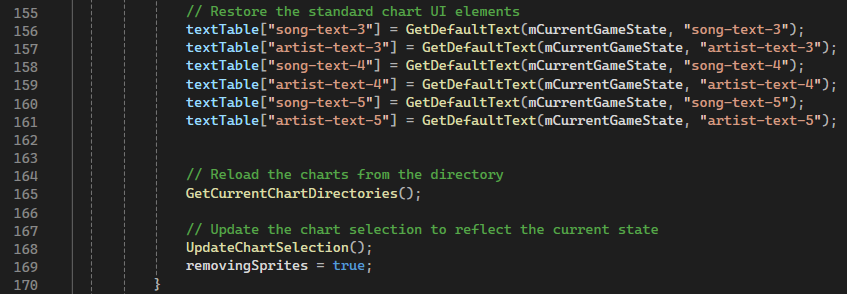 155 // Restore the standard chart UI elements
156 textTable["song-text-3"] = GetDefaultText(mCurrentGameState, "song-text-3");
157 textTable["artist-text-3"] = GetDefaultText(mCurrentGameState, "artist-text-3");
158 textTable["song-text-4"] = GetDefaultText(mCurrentGameState, "song-text-4");
159 textTable["artist-text-4"] = GetDefaultText(mCurrentGameState, "artist-text-4");
160 textTable["song-text-5"] = GetDefaultText(mCurrentGameState, "song-text-5");
161 textTable["artist-text-5"] = GetDefaultText(mCurrentGameState, "artist-text-5");
162
163
164 // Reload the charts from the directory
165 GetCurrentChartDirectories();
166
167 // Update the chart selection to reflect the current state
168 UpdateChartSelection();
169 removingSprites = true;
170 }